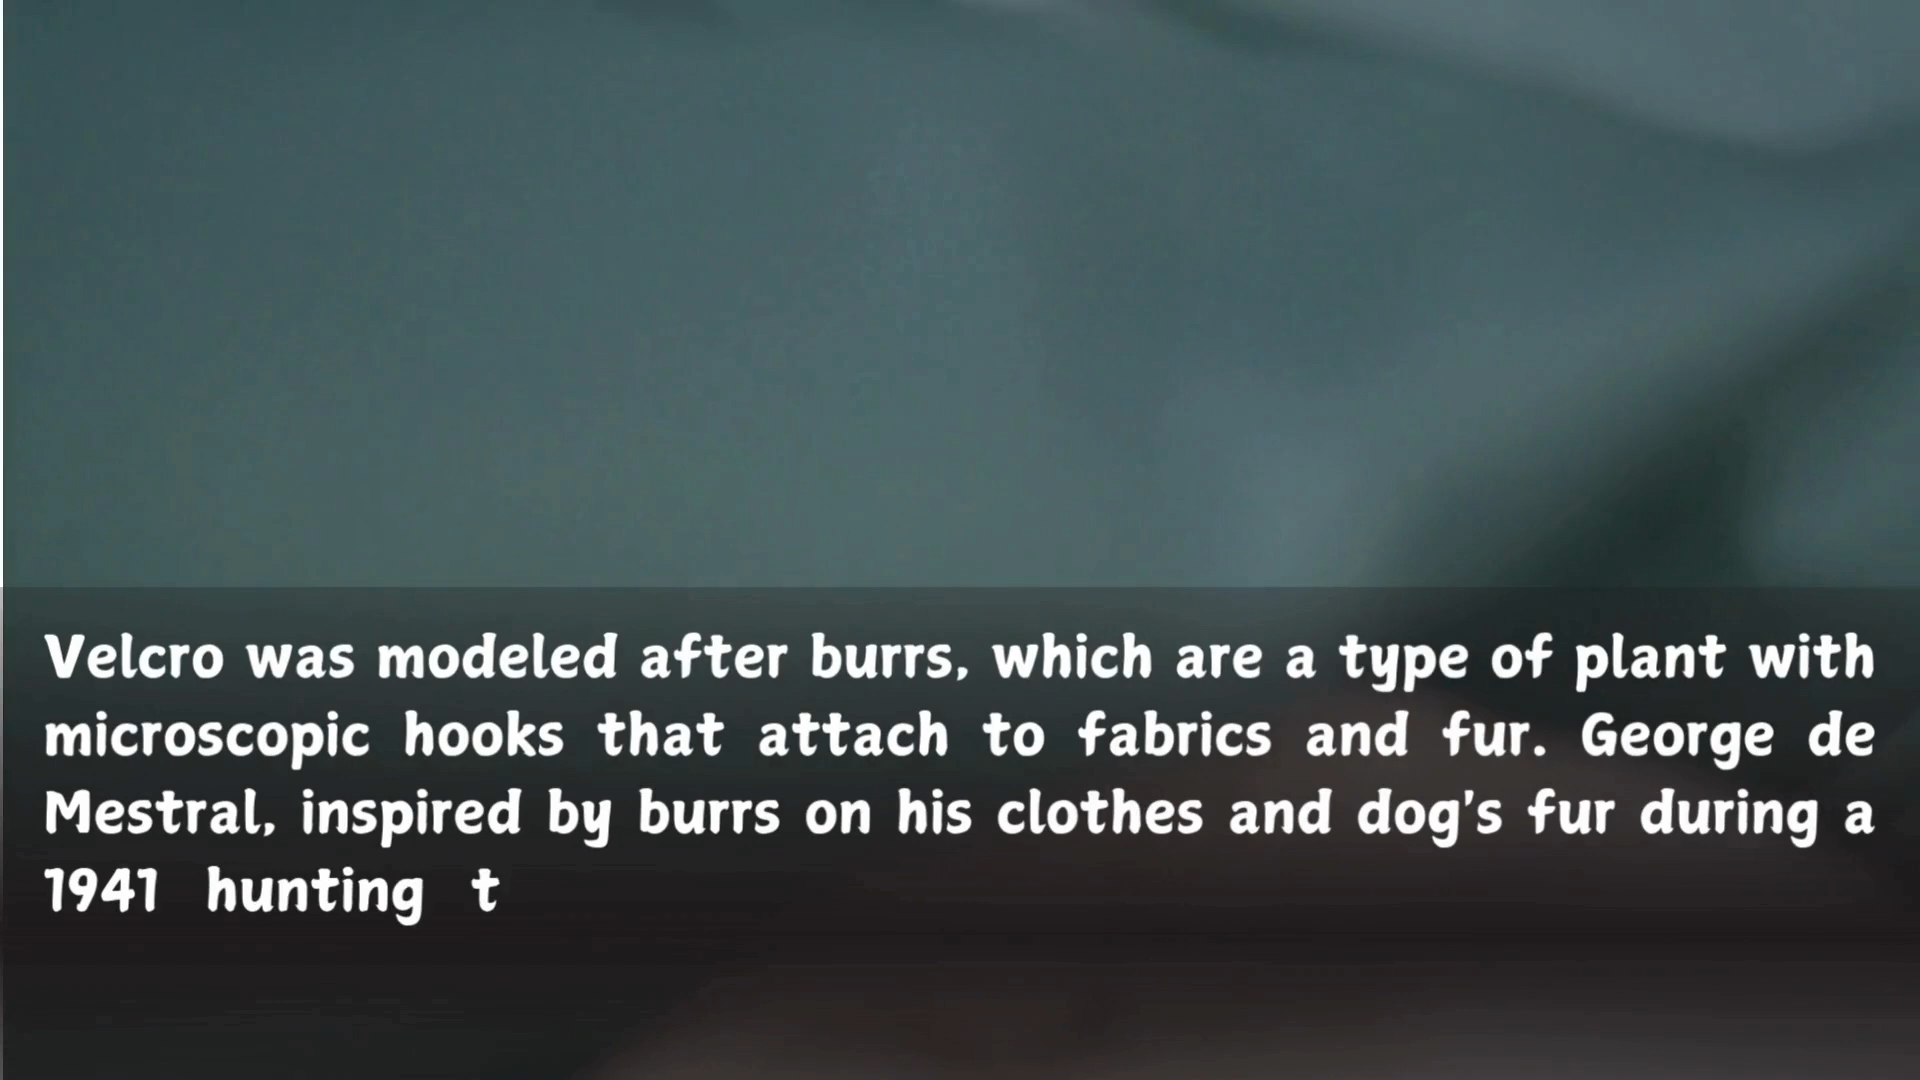 Velcro was modeled after burrs, which are a type of plant with
microscopic hooks that attach to fabrics and fur. George de
Mestral, inspired by burrs on his clothes and dog's fur during a
1941 hunting t